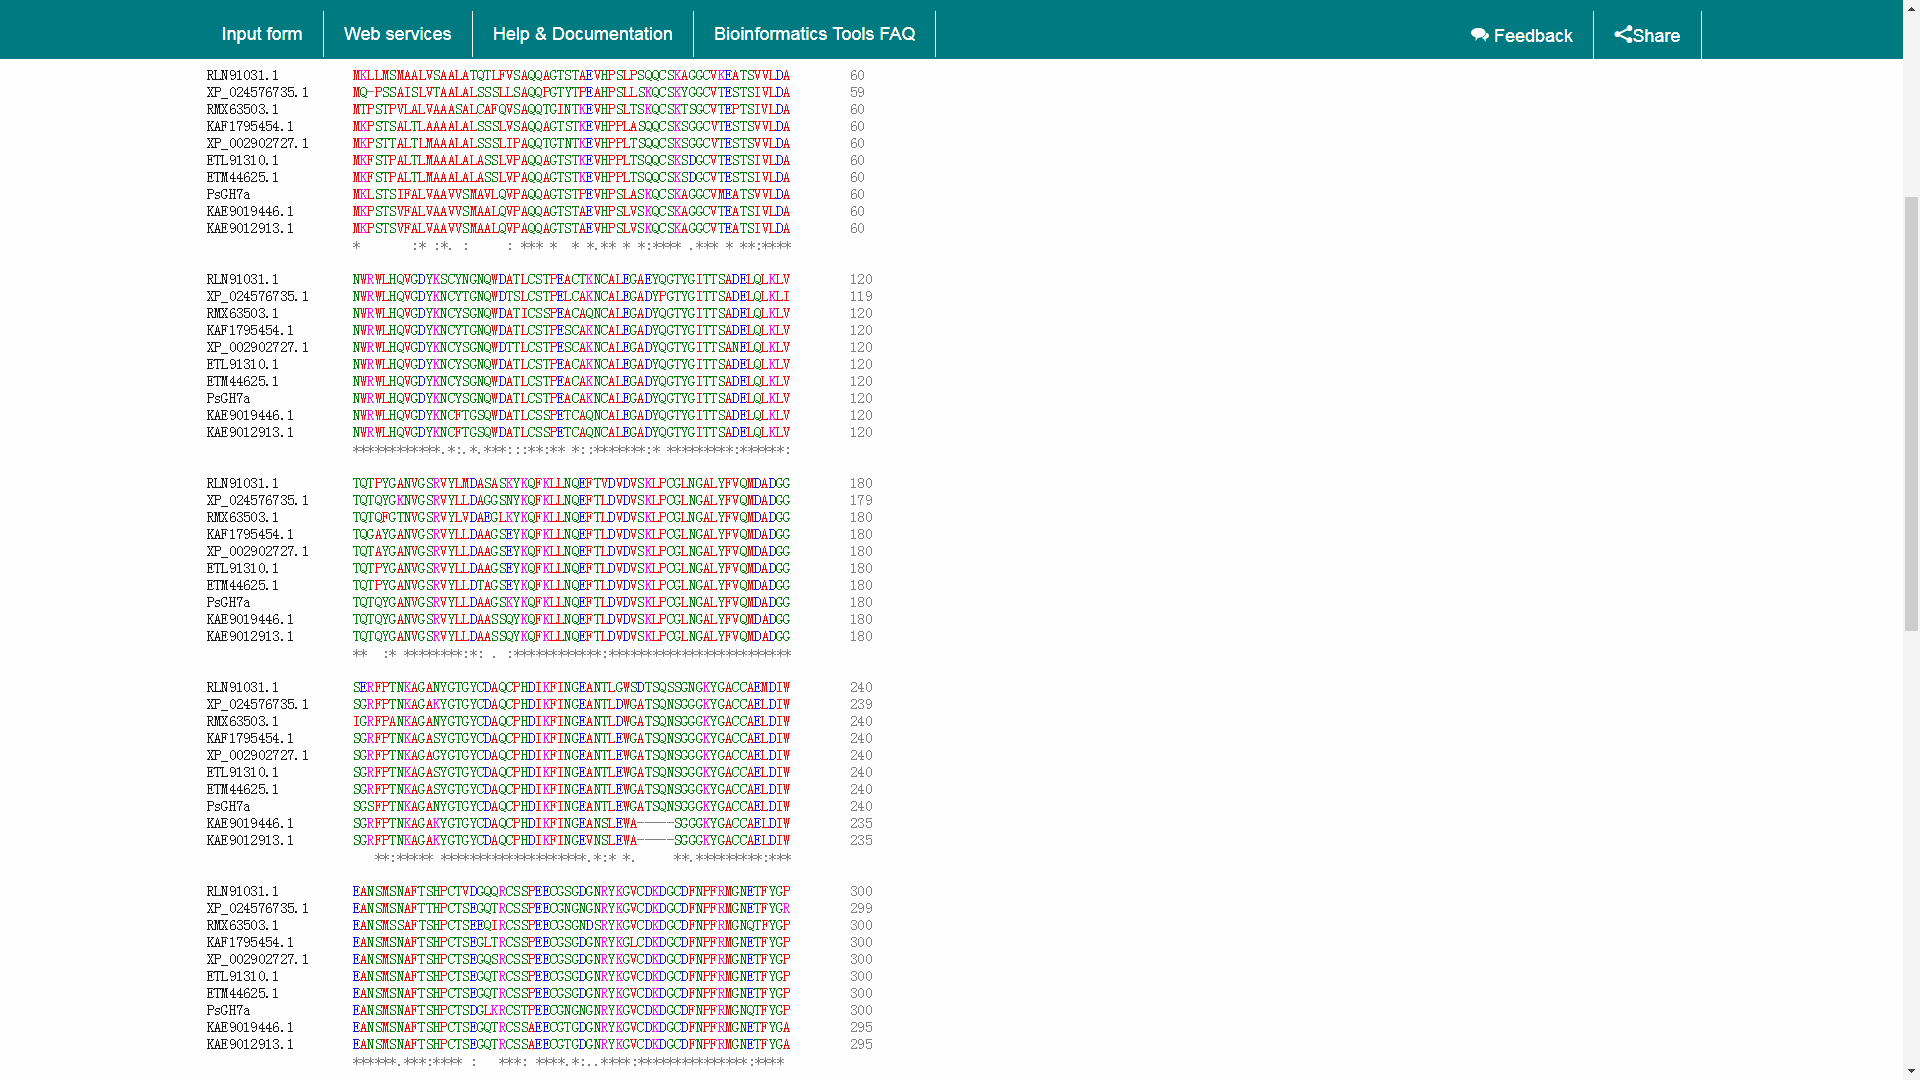 Input form Web services Help & Documentation Bioinformatics Tools FAQ Feedback Share
RLN91031.1 MKLLMSMAALVSAALATQTLFVSAQQAGTSTAEVHPSLPSQQCSKAGGCVKEATSVVLDA 60
XP_024576735.1 MQ-PSSAISLVTAALALSSSLLSAQQPGTYTPEAHPSLLSKQCSKYGGCVTESTSIVLDA 59
RMX63503.1 MTPSTPVLALVAAASALCAFQVSAQQTGINTKEVHPSLTSKQCSKTSGCVTEPTSIVLDA 60
KAF1795454.1 MKPSTSALTLAAAALALSSSLVSAQQAGTSTKEVHPPLASQQCSKSGGCVTESTSVVLDA 60
XP_002902727.1 MKPSTTALTLMAAALALSSSLIPAQQTGTNTKEVHPPLTSQQCSKSGGCVTESTSVVLDA 60
ETL91310.1 MKFSTPALTLMAAALALASSLVPAQQAGTSTKEVHPPLTSQQCSKSDGCVTESTSIVLDA 60
ETM44625.1 MKFSTPALTLMAAALALASSLVPAQQAGTSTKEVHPPLTSQQCSKSDGCVTESTSIVLDA 60
PsGH7a MKLSTSIFALVAAVVSMAVLQVPAQQAGTSTPEVHPSLASKQCSKAGGCVMEATSVVLDA 60
KAE9019446.1 MKPSTSVFALVAAVVSMAALQVPAQQAGTSTAEVHPSLVSKQCSKAGGCVTEATSIVLDA 60
KAE9012913.1 MKPSTSVFALVAAVVSMAALQVPAQQAGTSTAEVHPSLVSKQCSKAGGCVTEATSIVLDA 60
*       :* :*. :     : *** *  * *.** * *:**** .*** * **:****
RLN91031.1 NWRWLHQVGDYKSCYNGNQWDATLCSTPEACTKNCALEGAEYQGTYGITTSADELQLKLV 120
XP_024576735.1 NWRWLHQVGDYKNCYTGNQWDTSLCSTPELCAKNCALEGADYPGTYGITTSADELQLKLI 119
RMX63503.1 NWRWLHQVGDYKNCYSGNQWDATICSSPEACAQNCALEGADYQGTYGITTSADELQLKLV 120
KAF1795454.1 NWRWLHQVGDYKNCYTGNQWDATLCSTPESCAKNCALEGADYQGTYGITTSADELQLKLV 120
XP_002902727.1 NWRWLHQVGDYKNCYSGNQWDTTLCSTPESCAKNCALEGADYQGTYGITTSANELQLKLV 120
ETL91310.1 NWRWLHQVGDYKNCYSGNQWDATLCSTPEACAKNCALEGADYQGTYGITTSADELQLKLV 120
ETM44625.1 NWRWLHQVGDYKNCYSGNQWDATLCSTPEACAKNCALEGADYQGTYGITTSADELQLKLV 120
PsGH7a NWRWLHQVGDYKNCYSGNQWDATLCSTPEACAKNCALEGADYQGTYGITTSADELQLKLV 120
KAE9019446.1 NWRWLHQVGDYKNCFTGSQWDATLCSSPETCAQNCALEGADYQGTYGITTSADELQLKLV 120
KAE9012913.1 NWRWLHQVGDYKNCFTGSQWDATLCSSPETCAQNCALEGADYQGTYGITTSADELQLKLV 120
************.*:.*.***:::**:** *::*******:* *********:*******:
RLN91031.1 TQTPYGANVGSRVYLMDASASKYKQFKLLNQEFTVDVDVSKLPCGLNGALYFVQMDADGG 180
XP_024576735.1 TQTQYGKNVGSRVYLLDAGGSNYKQFKLLNQEFTLDVDVSKLPCGLNGALYFVQMDADGG 179
RMX63503.1 TQTQFGTNVGSRVYLVDAEGLKYKQFKLLNQEFTLDVDVSKLPCGLNGALYFVQMDADGG 180
KAF1795454.1 TQGAYGANVGSRVYLLDAAGSEYKQFKLLNQEFTLDVDVSKLPCGLNGALYFVQMDADGG 180
XP_002902727.1 TQTAYGANVGSRVYLLDAAGSEYKQFKLLNQEFTLDVDVSKLPCGLNGALYFVQMDADGG 180
ETL91310.1 TQTPYGANVGSRVYLLDAAGSEYKQFKLLNQEFTLDVDVSKLPCGLNGALYFVQMDADGG 180
ETM44625.1 TQTPYGANVGSRVYLLDTAGSEYKQFKLLNQEFTLDVDVSKLPCGLNGALYFVQMDADGG 180
PsGH7a TQTQYGANVGSRVYLLDAAGSKYKQFKLLNQEFTLDVDVSKLPCGLNGALYFVQMDADGG 180
KAE9019446.1 TQTQYGANVGSRVYLLDAASSQYKQFKLLNQEFTLDVDVSKLPCGLNGALYFVQMDADGG 180
KAE9012913.1 TQTQYGANVGSRVYLLDAASSQYKQFKLLNQEFTLDVDVSKLPCGLNGALYFVQMDADGG 180
**  :* ********:*: . :************:*************************
RLN91031.1 SERFPTNKAGANYGTGYCDAQCPHDIKFINGEANTLGWSDTSQSSGNGKYGACCAEMDIW 240
XP_024576735.1 SGRFPTNKAGAKYGTGYCDAQCPHDIKFINGEANTLDWGATSQNSGGGKYGACCAELDIW 239
RMX63503.1 IGRFPANKAGANYGTGYCDAQCPHDIKFINGEANTLDWGATSQNSGGGKYGACCAELDIW 240
KAF1795454.1 SGRFPTNKAGASYGTGYCDAQCPHDIKFINGEANTLEWGATSQNSGGGKYGACCAELDIW 240
XP_002902727.1 SGRFPTNKAGAGYGTGYCDAQCPHDIKFINGEANTLEWGATSQNSGGGKYGACCAELDIW 240
ETL91310.1 SGRFPTNKAGASYGTGYCDAQCPHDIKFINGEANTLEWGATSQNSGGGKYGACCAELDIW 240
ETM44625.1 SGRFPTNKAGASYGTGYCDAQCPHDIKFINGEANTLEWGATSQNSGGGKYGACCAELDIW 240
PsGH7a SGSFPTNKAGANYGTGYCDAQCPHDIKFINGEANTLEWGATSQNSGGGKYGACCAELDIW 240
KAE9019446.1 SGRFPTNKAGAKYGTGYCDAQCPHDIKFINGEANSLEWA-----SGGGKYGACCAELDIW 235
KAE9012913.1 SGRFPTNKAGAKYGTGYCDAQCPHDIKFINGEVNSLEWA-----SGGGKYGACCAELDIW 235
**:***** ********************.*:* *.     **.*********:***
RLN91031.1 EANSMSNAFTSHPCTVDGQQRCSSPEECGSGDGNRYKGVCDKDGCDFNPFRMGNETFYGP 300
XP_024576735.1 EANSMSNAFTTHPCTSEGQTRCSSPEECGNGNGNRYKGVCDKDGCDFNPFRMGNETFYGR 299
RMX63503.1 EANSMSSAFTSHPCTSEEQIRCSSPEECGSGNDSRYKGVCDKDGCDFNPFRMGNQTFYGP 300
KAF1795454.1 EANSMSNAFTSHPCTSEGLTRCSSPEECGSGDGNRYKGLCDKDGCDFNPFRMGNETFYGP 300
XP_002902727.1 EANSMSNAFTSHPCTSEGQSRCSSPEECGSGDGNRYKGVCDKDGCDFNPFRMGNETFYGP 300
ETL91310.1 EANSMSNAFTSHPCTSEGQTRCSSPEECGSGDGNRYKGVCDKDGCDFNPFRMGNETFYGP 300
ETM44625.1 EANSMSNAFTSHPCTSEGQTRCSSPEECGSGDGNRYKGVCDKDGCDFNPFRMGNETFYGP 300
PsGH7a EANSMSNAFTSHPCTSDGLKRCSTPEECGNGNGNRYKGVCDKDGCDFNPFRMGNQTFYGP 300
KAE9019446.1 EANSMSNAFTSHPCTSEGQTRCSSAEECGTGDGNRYKGVCDKDGCDFNPFRMGNETFYGA 295
KAE9012913.1 EANSMSNAFTSHPCTSEGQTRCSSAEECGTGDGNRYKGVCDKDGCDFNPFRMGNETFYGA 295
******.***:**** :   ***: ****.*:..****:***************:****